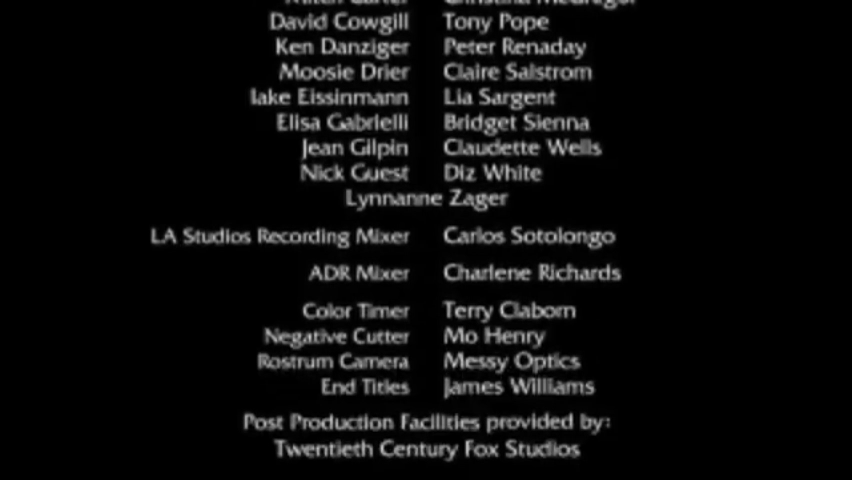 David Cowgill Tony Pope
Ken Danziger Peter Renaday
Moosie Drier Claire Salstrom
Iake Eissinmann Lia Sargent
Elisa Gabrielli Bridget Sienna
Jean Gilpin Claudette Wells
Nick Guest Diz White
Lynnanne Zager
LA Studios Recording Mixer Carlos Sotolongo
ADR Mixer Charlene Richards
Color Timer Terry Claborn
Negative Cutter Mo Henry
Rostrum Camera Messy Optics
End Titles James Williams
Post Production Facilities provided by:
Twentieth Century Fox Studios